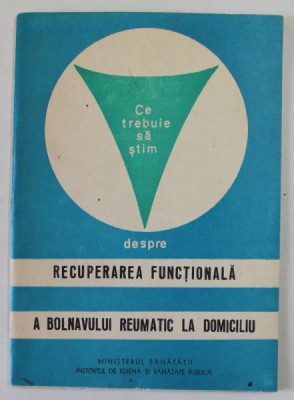 Ce
trebuie
să
știm
despre
RECUPERAREA FUNCȚIONALĂ
A BOLNAVULUI REUMATIC LA DOMICILIU
MINISTERUL SĂNĂTĂȚII
INSTITUTUL DE IGIENĂ ȘI SĂNĂTATE PUBLICĂ